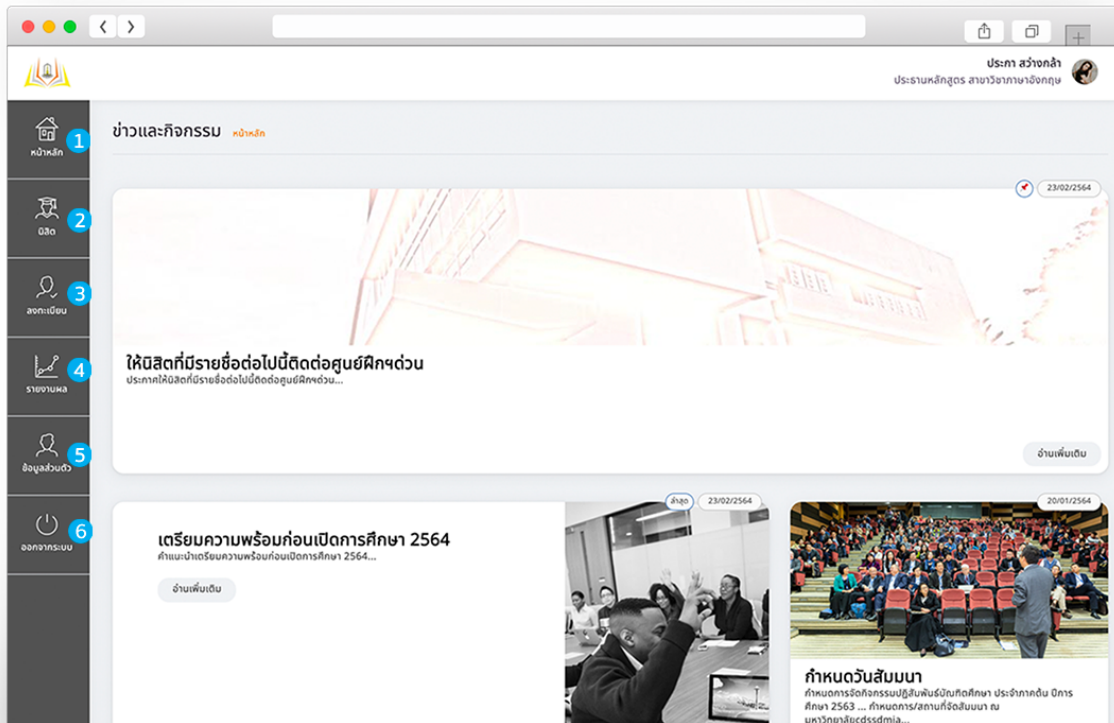 ประภา สว่างกล้า
ประธานหลักสูตร สาขาวิชาภาษาอังกฤษ
หน้าหลัก
1
นิสิต
2
ลงทะเบียน
3
รายงานผล
4
ข้อมูลส่วนตัว
5
ออกจากระบบ
6
ข่าวและกิจกรรม หน้าหลัก
23/02/2564
ให้นิสิตที่มีรายชื่อต่อไปนี้ติดต่อศูนย์ฝึกฯด่วน
ประกาศให้นิสิตที่มีรายชื่อต่อไปนี้ติดต่อศูนย์ฝึกฯด่วน...
อ่านเพิ่มเติม
ล่าสุด 23/02/2564
เตรียมความพร้อมก่อนเปิดการศึกษา 2564
คำแนะนำเตรียมความพร้อมก่อนเปิดการศึกษา 2564...
อ่านเพิ่มเติม
20/01/2564
กำหนดวันสัมมนา
กำหนดการจัดกิจกรรมปฏิสัมพันธ์บัณฑิตศึกษา ประจำภาคต้น ปีการ
ศึกษา 2563 ... กำหนดการ/สถานที่จัดสัมมนา ณ
มหาวิทยาลัยcdssdmja...